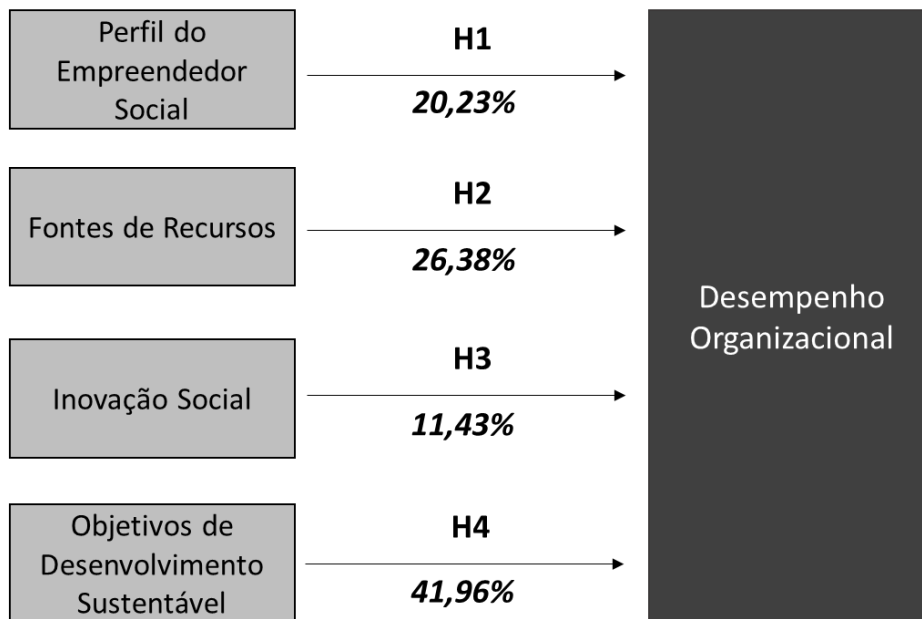 Perfil do
Empreendedor
Social
H1
20,23%
Fontes de Recursos
H2
26,38%
Inovação Social
H3
11,43%
Objetivos de
Desenvolvimento
Sustentável
H4
41,96%
Desempenho
Organizacional